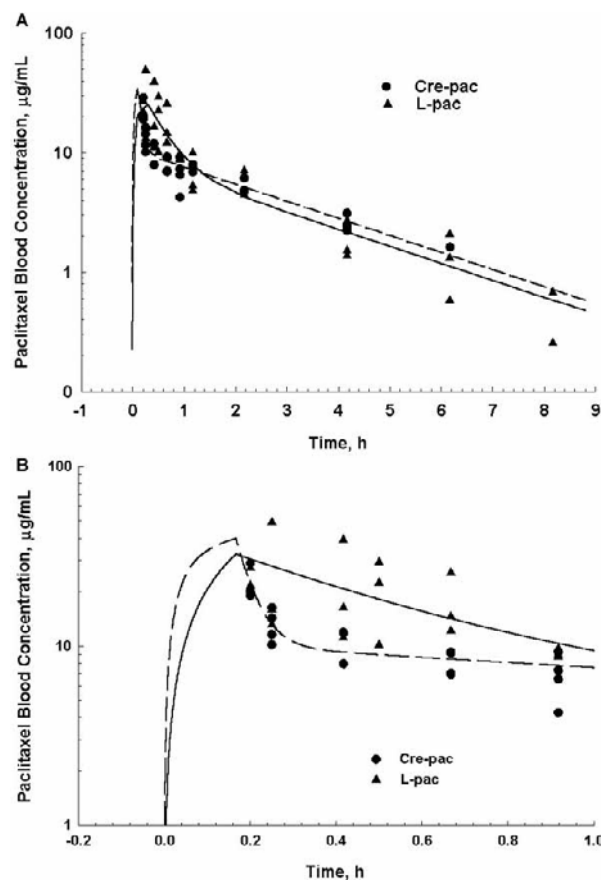 A
100
10
1
0
Paclitaxel Blood Concentration, µg/mL
Cre-pac
L-pac
-1 0 1 2 3 4 5 6 7 8 9
Time, h
B
100
10
1
Paclitaxel Blood Concentration, µg/mL
Cre-pac
L-pac
-0.2 0.0 0.2 0.4 0.6 0.8 1.0
Time, h